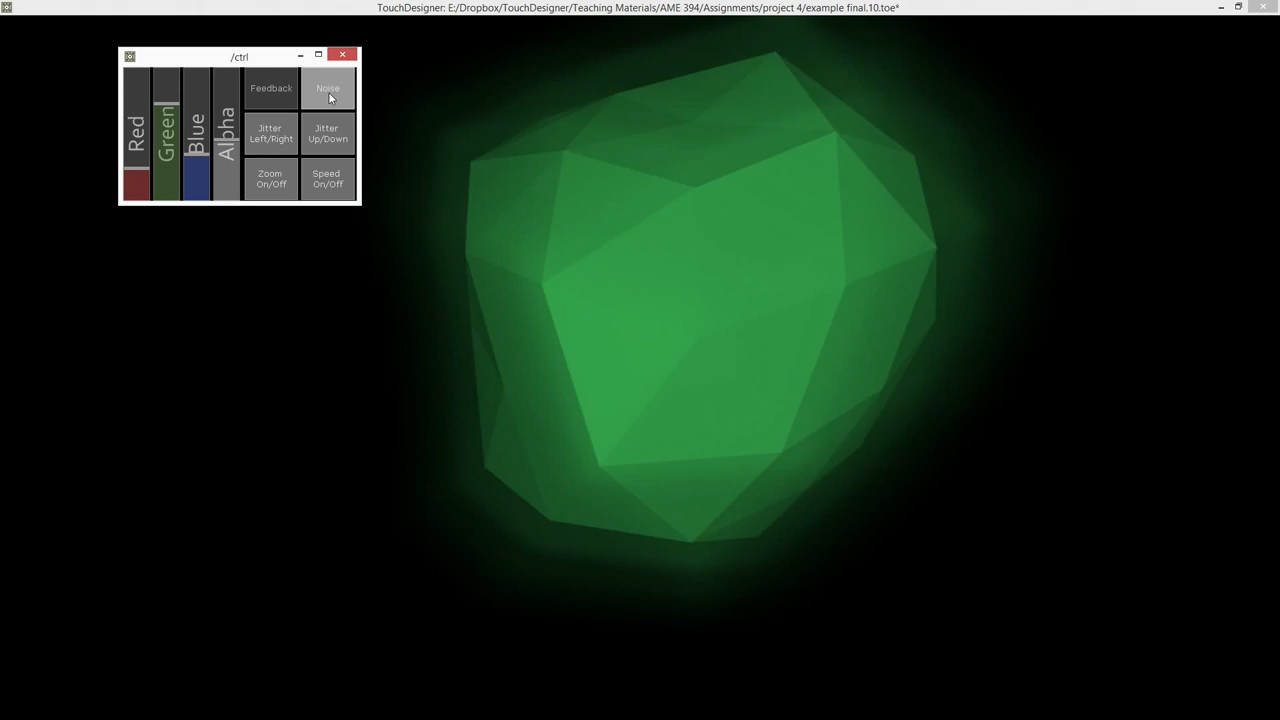 TouchDesigner: E:/Dropbox/TouchDesigner/Teaching Materials/AME 394/Assignments/project 4/example final.10.toe*
/ctrl
Red
Green
Blue
Alpha
Feedback
Noise
Jitter
Left/Right
Jitter
Up/Down
Zoom
On/Off
Speed
On/Off